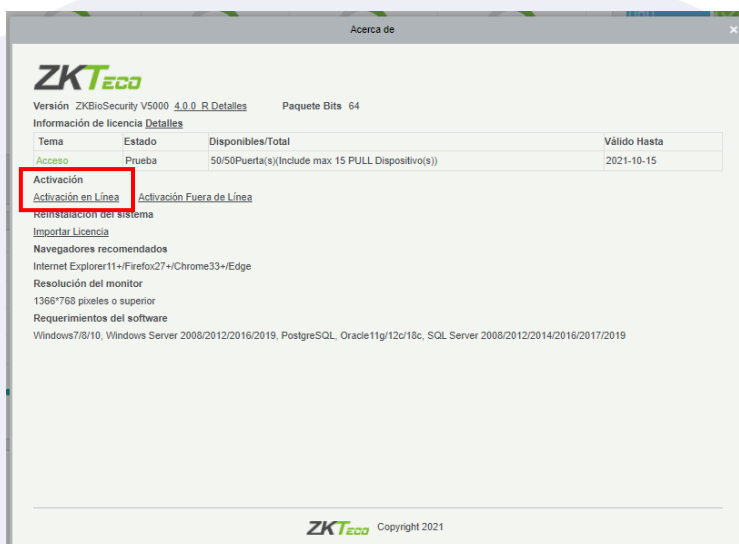 Acerca de
ZKTeco
Versión ZKBioSecurity V5000 4.0.0_R Detalles Paquete Bits 64
Información de licencia Detalles
Tema Estado Disponibles/Total Válido Hasta
Acceso Prueba 50/50Puerta(s)(Include max 15 PULL Dispositivo(s)) 2021-10-15
Activación
Activación en Línea Activación Fuera de Línea
Reinstalación del sistema
Importar Licencia
Navegadores recomendados
Internet Explorer11+/Firefox27+/Chrome33+/Edge
Resolución del monitor
1366*768 pixeles o superior
Requerimientos del software
Windows7/8/10, Windows Server 2008/2012/2016/2019, PostgreSQL, Oracle11g/12c/18c, SQL Server 2008/2012/2014/2016/2017/2019
ZKTeco Copyright 2021